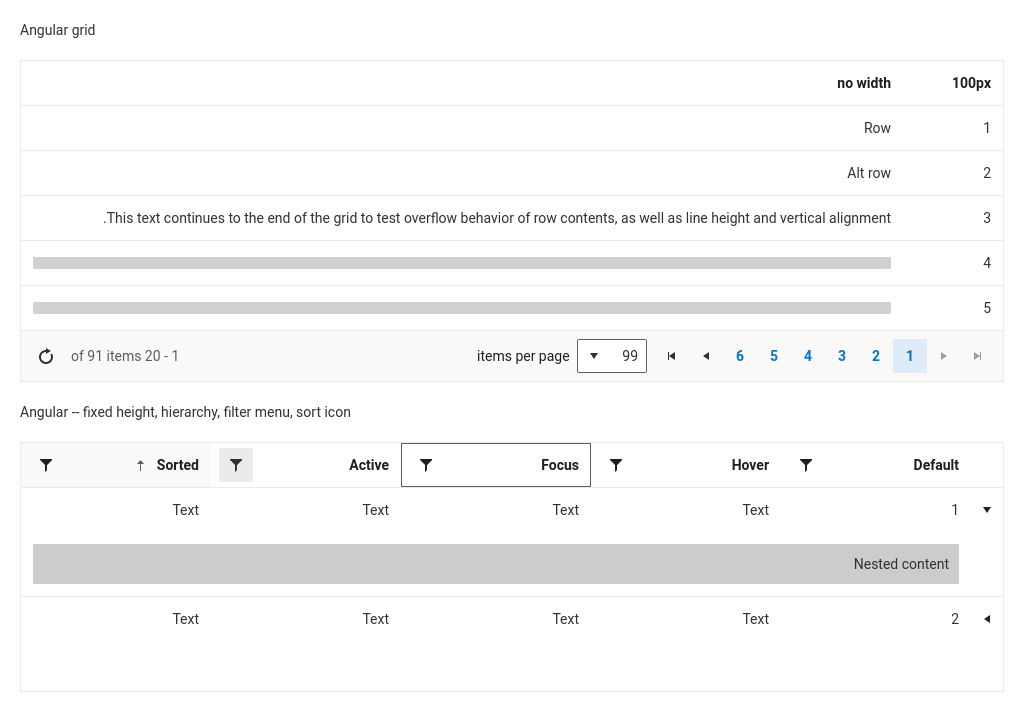 Angular grid
no width 100px
Row 1
Alt row 2
.This text continues to the end of the grid to test overflow behavior of row contents, as well as line height and vertical alignment 3
4
5
of 91 items 20 - 1 items per page 99 6 5 4 3 2 1
Angular -- fixed height, hierarchy, filter menu, sort icon
Sorted Active Focus Hover Default
Text Text Text Text 1
Nested content
Text Text Text Text 2